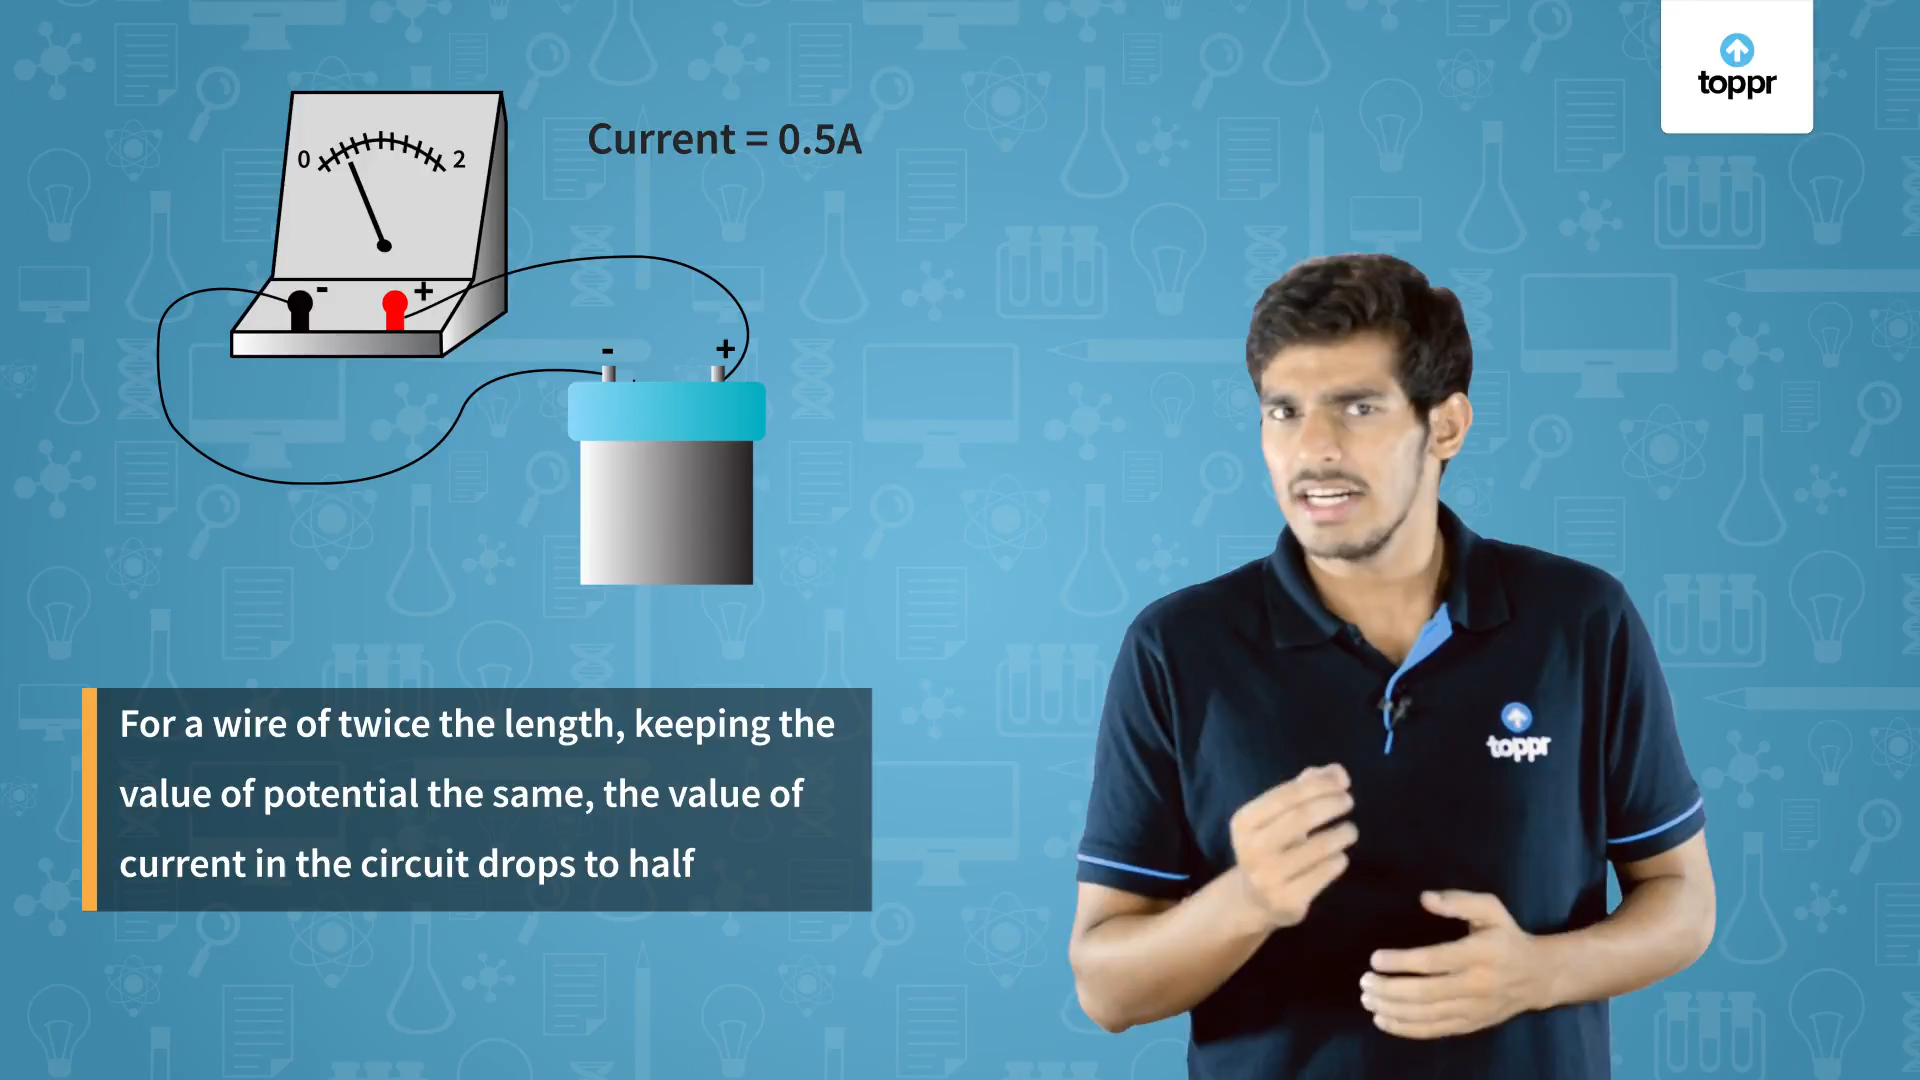 toppr
Current = 0.5A
0 2
- +
- +
For a wire of twice the length, keeping the
value of potential the same, the value of
current in the circuit drops to half
toppr